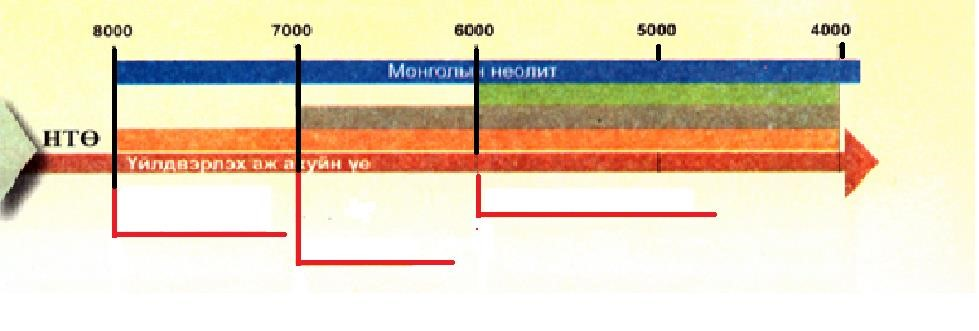 8000 7000 6000 5000 4000
Монголын неолит
НТӨ
Үйлдвэрлэх аж ахуйн үе